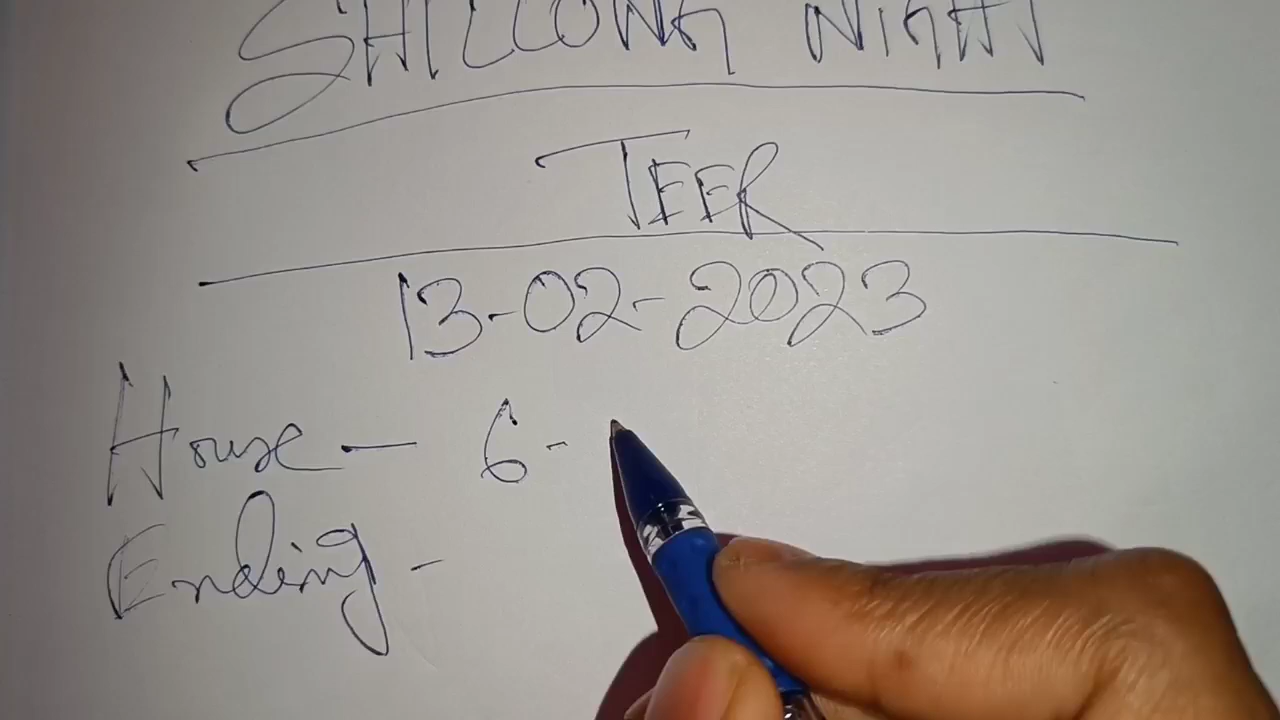 SHILLONG NIGHT
TEER
13-02-2023
House - 6 -
Ending -